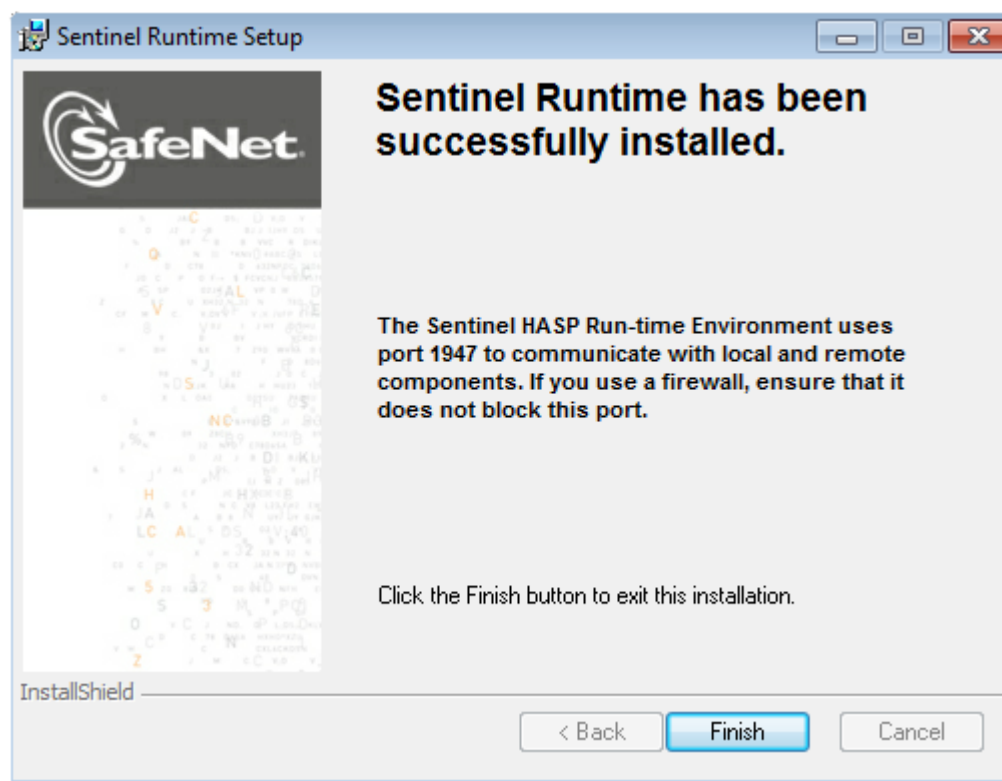 Sentinel Runtime Setup
SafeNet.
Sentinel Runtime has been
successfully installed.
The Sentinel HASP Run-time Environment uses
port 1947 to communicate with local and remote
components. If you use a firewall, ensure that it
does not block this port.
Click the Finish button to exit this installation.
InstallShield
< Back
Finish
Cancel